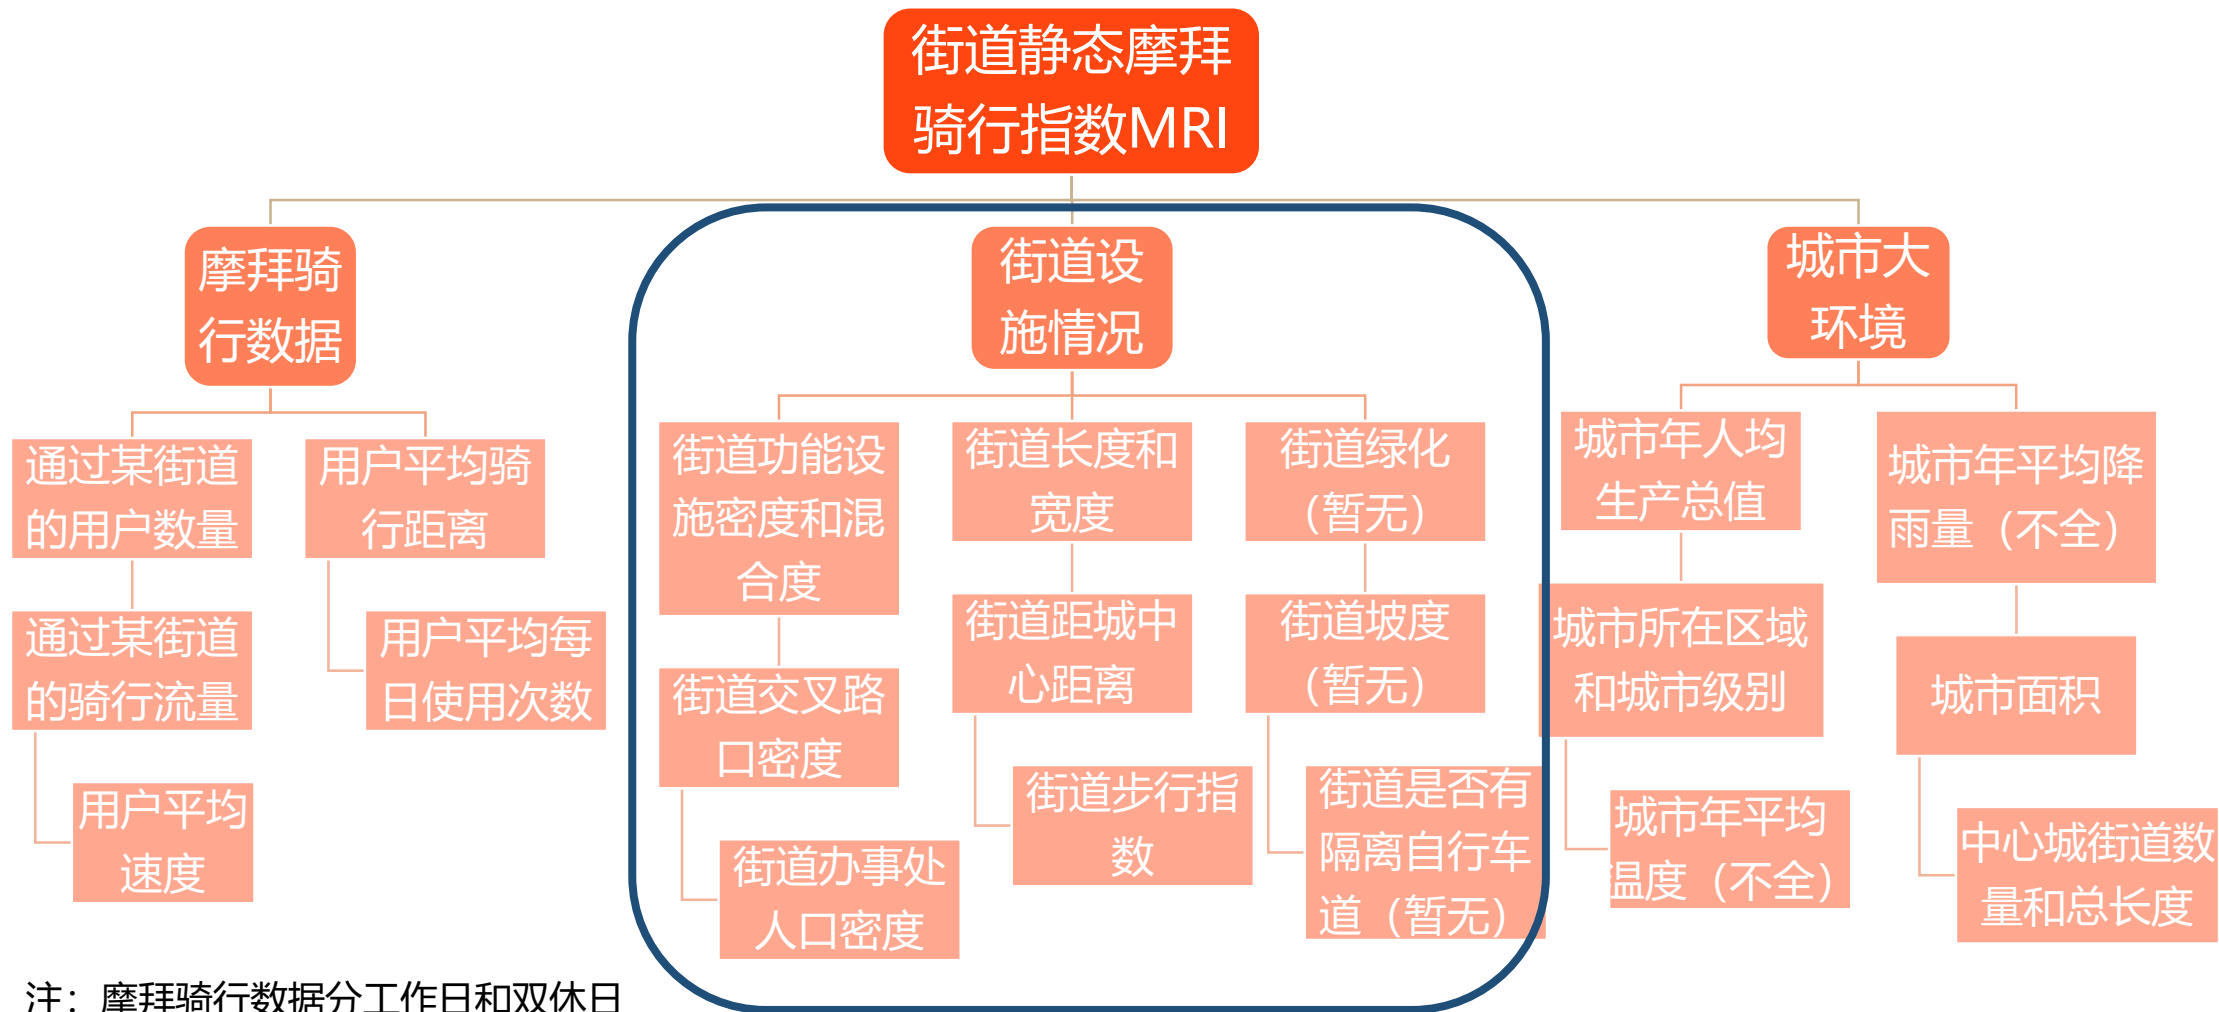 街道静态摩拜
骑行指数MRI
摩拜骑
行数据
通过某街道
的用户数量
通过某街道
的骑行流量
用户平均
速度
用户平均骑
行距离
用户平均每
日使用次数
街道设
施情况
街道功能设
施密度和混
合度
街道交叉路
口密度
街道办事处
人口密度
街道长度和
宽度
街道距城中
心距离
街道步行指
数
街道绿化
（暂无）
街道坡度
（暂无）
街道是否有
隔离自行车
道（暂无）
城市大
环境
城市年人均
生产总值
城市所在区域
和城市级别
城市年平均
温度（不全）
城市年平均降
雨量（不全）
城市面积
中心城街道数
量和总长度
注：摩拜骑行数据分工作日和双休日